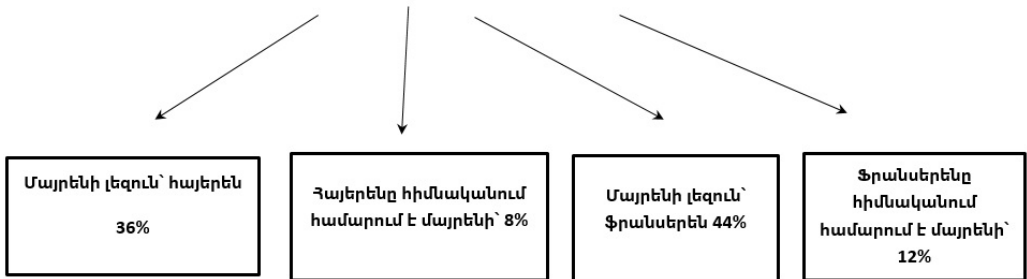 Մայրենի լեզուն՝ հայերեն
36%
Հայերենը հիմնականում
համարում է մայրենի՝ 8%
Մայրենի լեզուն՝
ֆրանսերեն 44%
Ֆրանսերենը
հիմնականում
համարում է մայրենի՝
12%